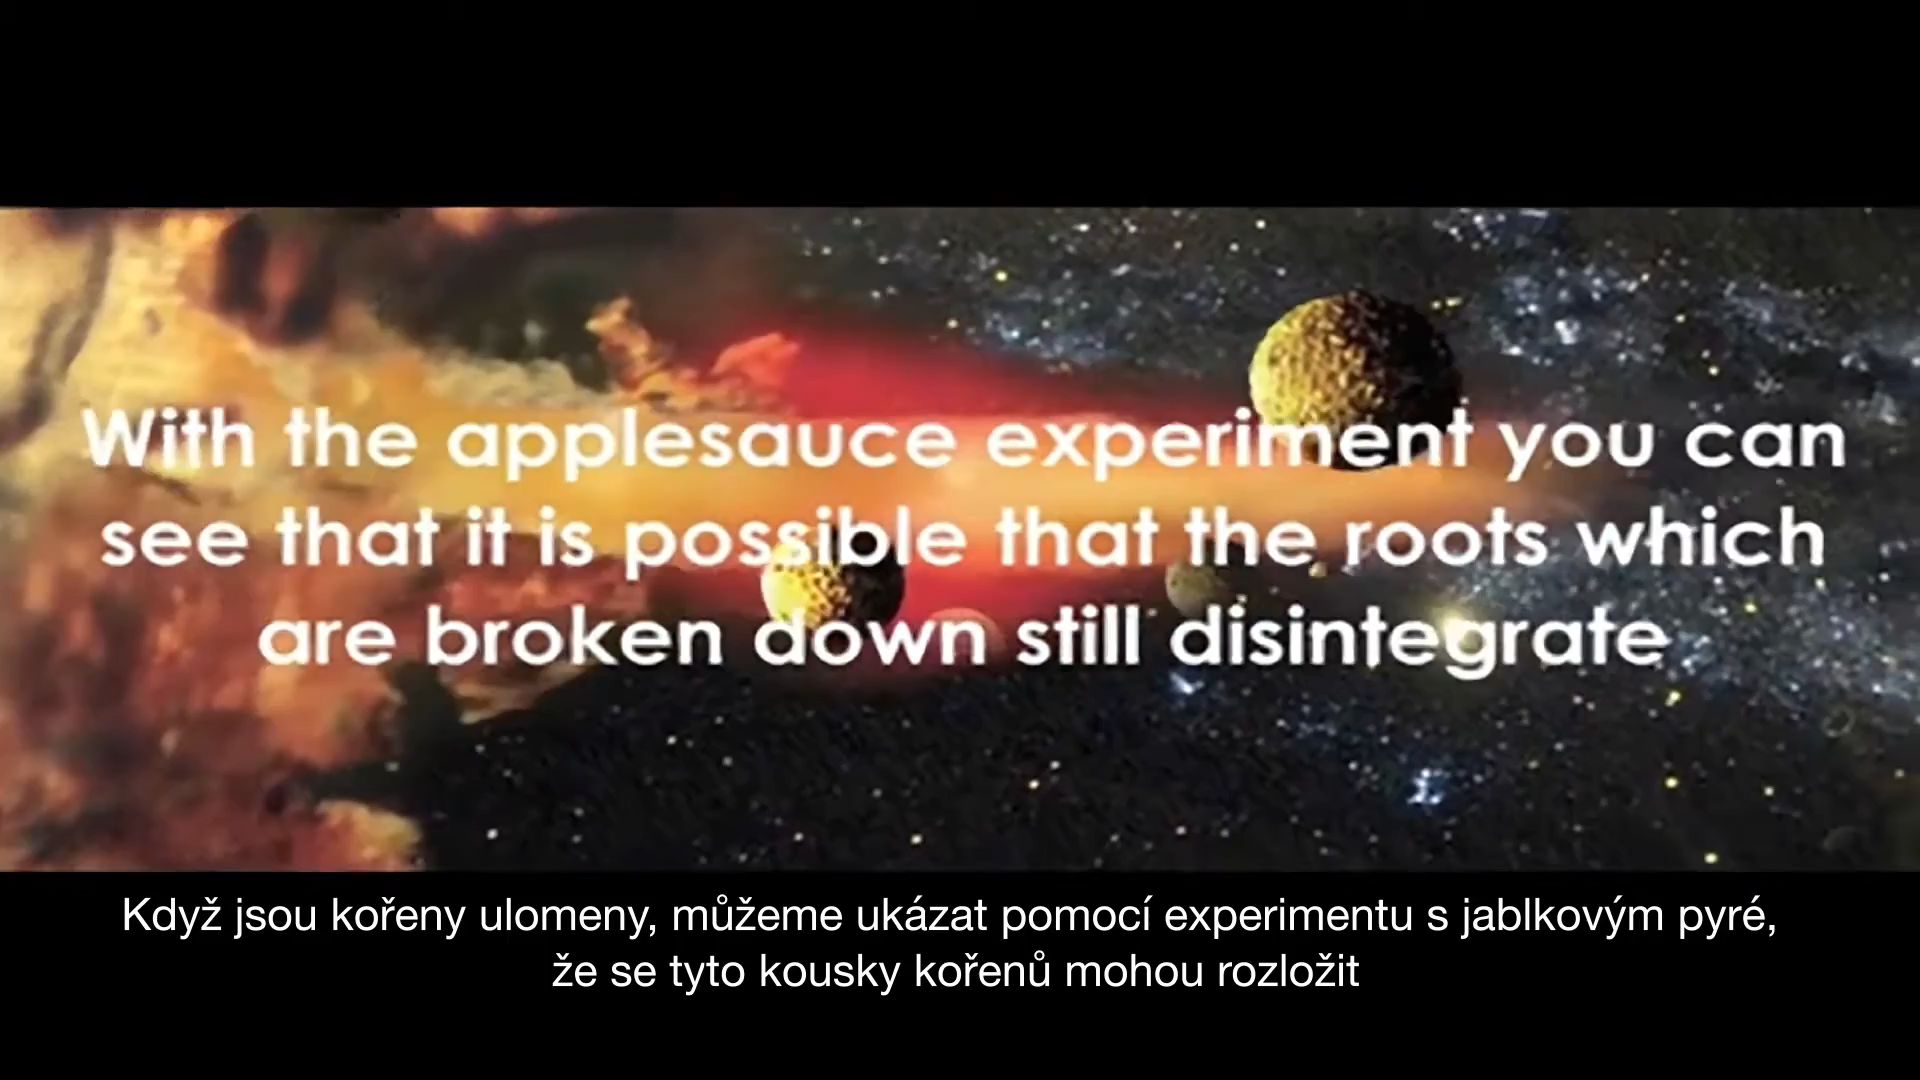 With the applesauce experiment you can
see that it is possible that the roots which
are broken down still disintegrate
Když jsou kořeny ulomeny, můžeme ukázat pomocí experimentu s jablkovým pyré,
že se tyto kousky kořenů mohou rozložit